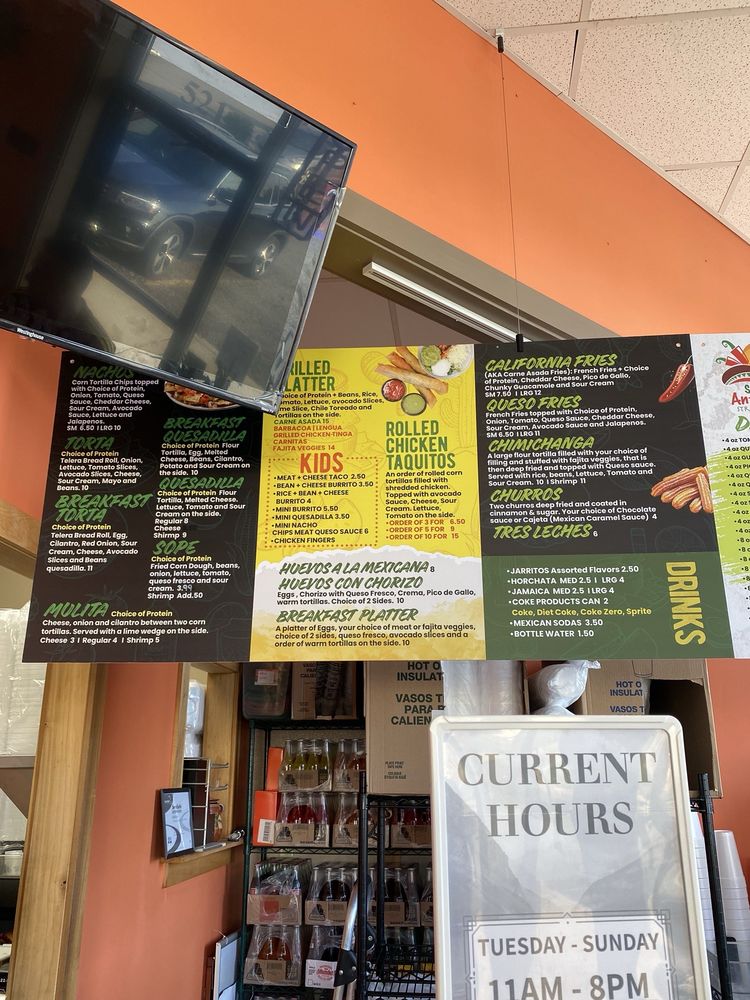 Westinghouse
NACHOS
Corn Tortilla Chips topped
with Choice of Protein,
Onion, Tomato, Queso
Sauce, Cheddar Cheese,
Sour Cream, Avocado
Sauce, Lettuce and
Jalapenos.
SM 6.50 I LRG 10
TORTA
Choice of Protein
Telera Bread Roll, Onion,
Lettuce, Tomato Slices,
Avocado Slices, Cheese,
Sour Cream, Mayo and
Beans. 10
BREAKFAST
TORTA
Choice of Protein
Telera Bread Roll, Egg,
Cilantro, Red Onion, Sour
Cream, Cheese, Avocado
Slices and Beans
quesadilla. 11
MULITA Choice of Protein
Cheese, onion and cilantro between two corn
tortillas. Served with a lime wedge on the side.
Cheese 3 I Regular 4 I Shrimp 5
BREAKFAST
QUESADILLA
Choice of Protein Flour
Tortilla, Egg, Melted
Cheese, Beans, Cilantro,
Potato and Sour Cream on
the side. 10
QUESADILLA
Choice of Protein Flour
Tortilla, Melted Cheese,
Lettuce, Tomato and Sour
Cream on the side.
Regular 8
Cheese
Shirmp 9
SOPE
Choice of Protein
Fried Corn Dough, beans,
onion, lettuce, tomato,
queso fresco and sour
cream. 3.99
Shrimp Add.50
RILLED
LATTER
hoice of Protein + Beans, Rice,
omato, Lettuce, avocado Slices,
me Slice, Chile Toreado and
ortillas on the side.
CARNE ASADA 15
BARBACOA I LENGUA
GRILLED CHICKEN-TINGA
CARNITAS
FAJITA VEGGIES 14
KIDS
• MEAT + CHEESE TACO 2.50
• BEAN + CHEESE BURRITO 3.50
• RICE + BEAN + CHEESE
BURRITO 4
• MINI BURRITO 5.50
• MINI QUESADILLA 3.50
• MINI NACHO
CHIPS MEAT QUESO SAUCE 6
• CHICKEN FINGERS
ROLLED
CHICKEN
TAQUITOS
An order of rolled corn
tortillas filled with
shredded chicken.
Topped with avocado
Sauce, Cheese, Sour
Cream. Lettuce,
Tomato on the side.
• ORDER OF 3 FOR 6.50
• ORDER OF 5 FOR 9
• ORDER OF 10 FOR 15
HUEVOS A LA MEXICANA 8
HUEVOS CON CHORIZO
Eggs, Chorizo with Queso Fresco, Crema, Pico de Gallo,
warm tortillas. Choice of 2 Sides. 10
BREAKFAST PLATTER
A platter of Eggs, your choice of meat or fajita veggies,
choice of 2 sides, queso fresco, avocado slices and a
order of warm tortillas on the side. 10
CALIFORNIA FRIES
(AKA Carne Asada Fries): French Fries + Choice
of Protein, Cheddar Cheese, Pico de Gallo,
Chunky Guacamole and Sour Cream
SM 7.50 I LRG 12
QUESO FRIES
French Fries topped with Choice of Protein,
Onion, Tomato, Queso Sauce, Cheddar Cheese,
Sour Cream, Avocado Sauce and Jalapenos.
SM 6.50 I LRG 11
CHIMICHANGA
A large flour tortilla filled with your choice of
filling and stuffed with fajita veggies, that is
then deep fried and topped with Queso sauce.
Served with rice, beans, Lettuce, Tomato and
Sour Cream. 10 I Shrimp 11
CHURROS
Two churros deep fried and coated in
cinnamon & sugar. Your choice of Chocolate
sauce or Cajeta (Mexican Caramel Sauce) 4
TRES LECHES 6
• JARRITOS Assorted Flavors 2.50
• HORCHATA MED 2.5 I LRG 4
• JAMAICA MED 2.5 I LRG 4
• COKE PRODUCTS CAN 2
Coke, Diet Coke, Coke Zero, Sprite
• MEXICAN SODAS 3.50
• BOTTLE WATER 1.50
DRINKS
HOT O
INSULAT
VASOS T
PARA
CALIEN
HOT O
INSULAT
VASOS T
CURRENT
HOURS
TUESDAY - SUNDAY
11AM - 8PM